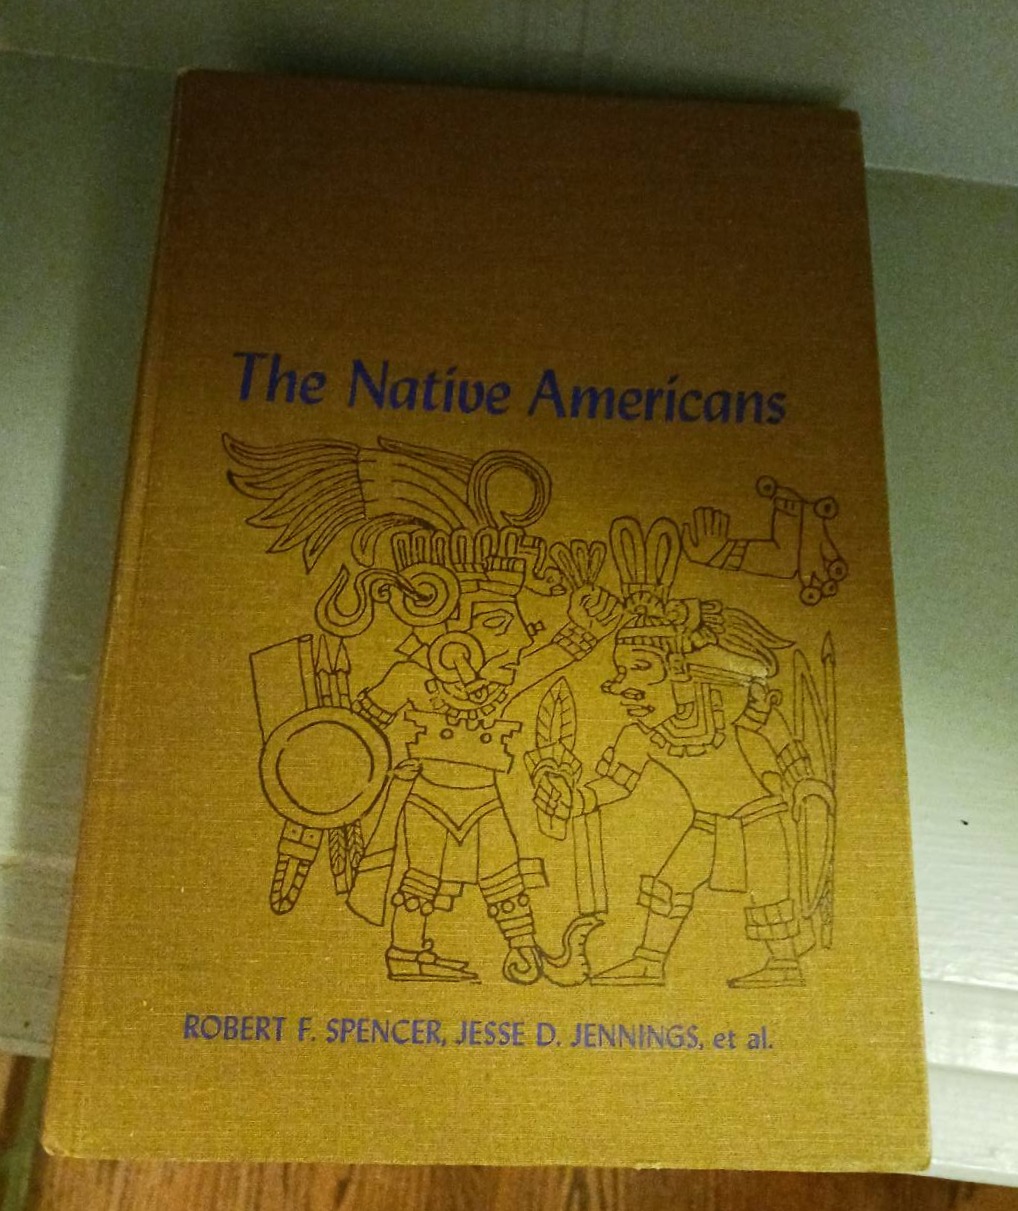 The Native Americans
ROBERT F. SPENCER, JESSE D. JENNINGS, et al.